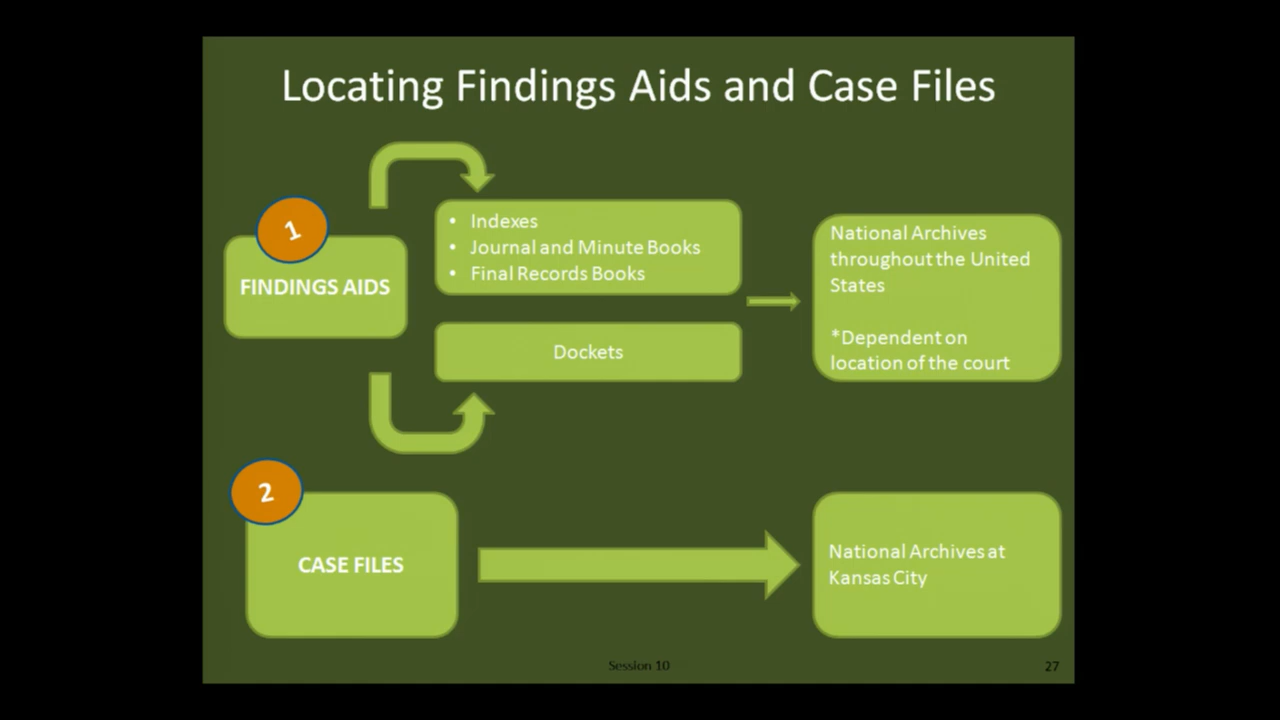 Locating Findings Aids and Case Files
1
FINDINGS AIDS
• Indexes
• Journal and Minute Books
• Final Records Books
Dockets
National Archives
throughout the United
States
*Dependent on
location of the court
2
CASE FILES
National Archives at
Kansas City
Session 10
27